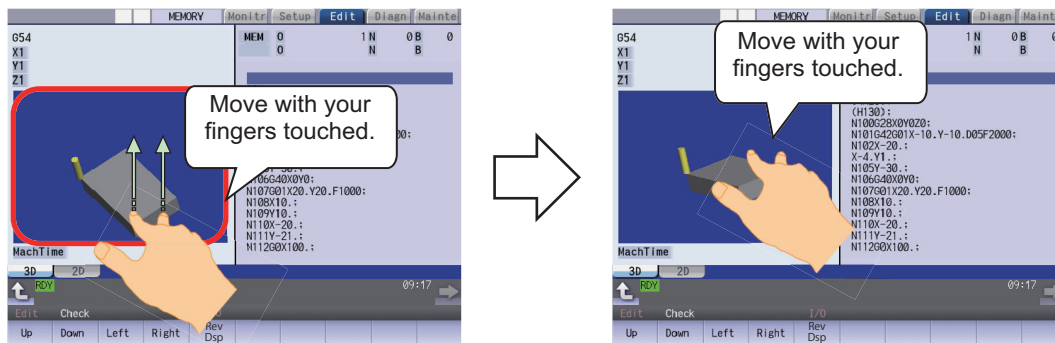 MEMORY Monitr Setup Edit Diagn Mainte
G54
MEM O 1 N 0 B 0
X1
O N B
Y1
Z1
Move with your
fingers touched.
00:
Y-30.:
N106G40X0Y0:
N107G01X20.Y20.F1000:
N108X10.:
N109Y10.:
N110X-20.:
N111Y-21.:
N112G0X100.:
MachTime
3D 2D
RDY 09:17
Edit Check
Up Down Left Right Rev
Dsp
MEMORY Monitr Setup Edit Diagn Maint
G54
1 N 0 B 0
X1
N B
Y1
Z1
Move with your
fingers touched.
(H130):
N100G28X0Y0Z0:
N101G42G01X-10.Y-10.D05F2000:
N102X-20.:
X-4.Y1.:
N105Y-30.:
N106G40X0Y0:
N107G01X20.Y20.F1000:
N108X10.:
N109Y10.:
N110X-20.:
N111Y-21.:
N112G0X100.:
MachTime
3D 2D
RDY 09:17
Edit Check I/O
Up Down Left Right Rev
Dsp